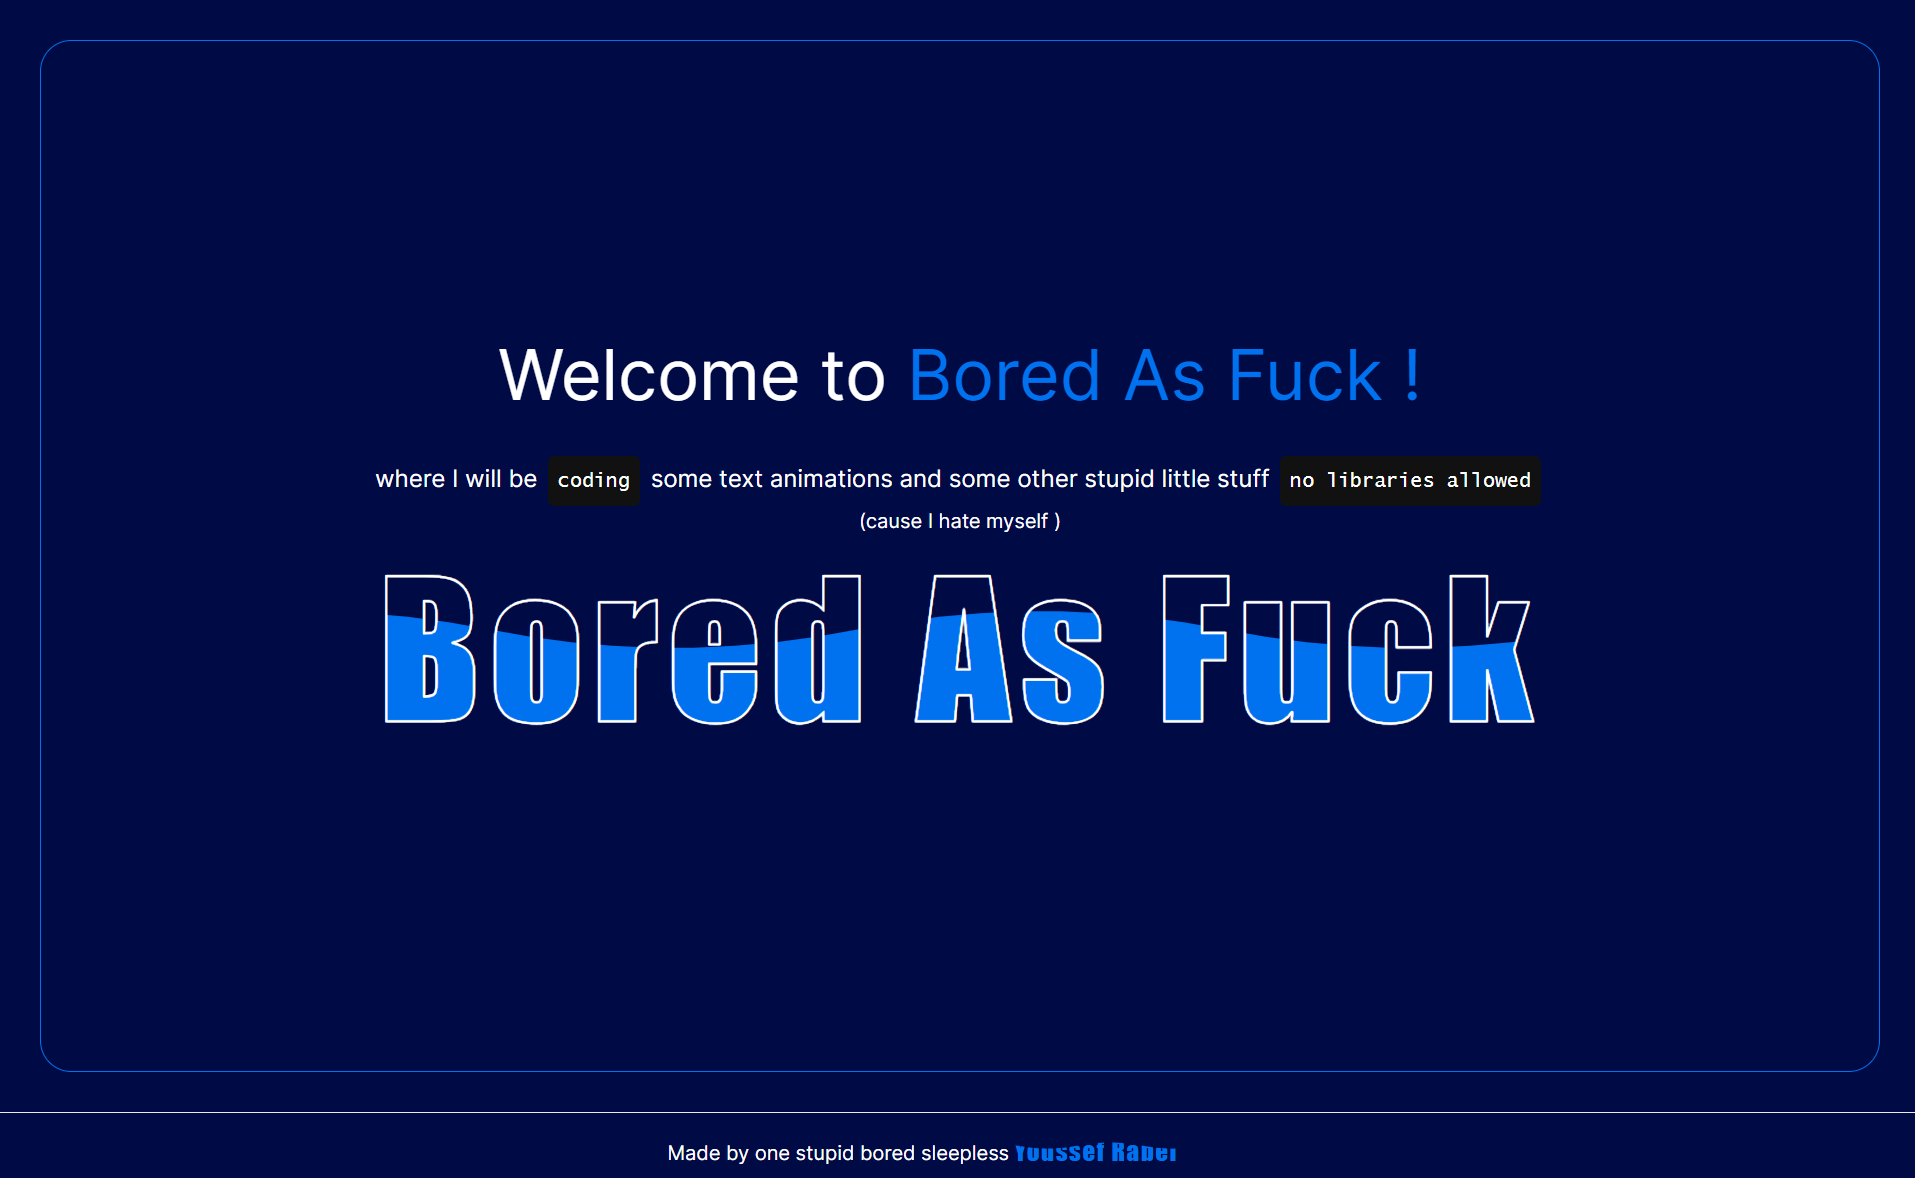 Welcome to Bored As Fuck !
where I will be coding some text animations and some other stupid little stuff no libraries allowed
(cause I hate myself )
Bored As Fuck
Made by one stupid bored sleepless Youssef